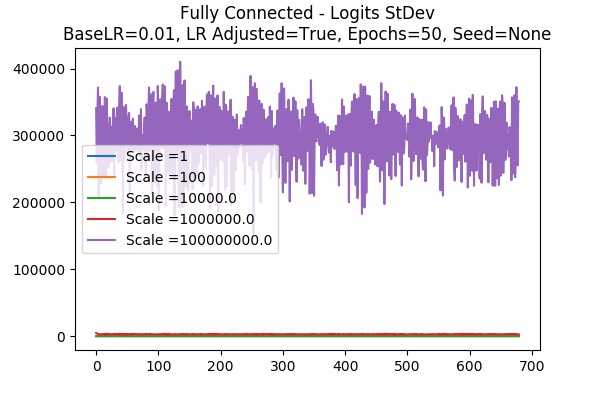 Fully Connected - Logits StDev
BaseLR=0.01, LR Adjusted=True, Epochs=50, Seed=None
400000
300000
200000
100000
0
Scale =1
Scale =100
Scale =10000.0
Scale =1000000.0
Scale =100000000.0
0 100 200 300 400 500 600 700